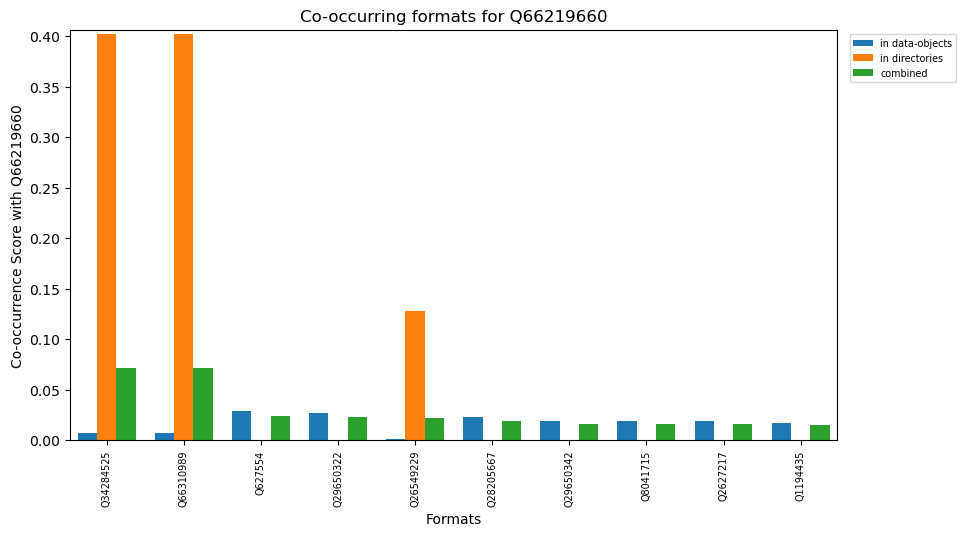 Co-occurring formats for Q66219660
Co-occurrence Score with Q66219660
0.40
0.35
0.30
0.25
0.20
0.15
0.10
0.05
0.00
Q34284525
Q66310989
Q627554
Q29650322
Q26549229
Q28205667
Q29650342
Q8041715
Q2627217
Q1194435
Formats
in data-objects
in directories
combined